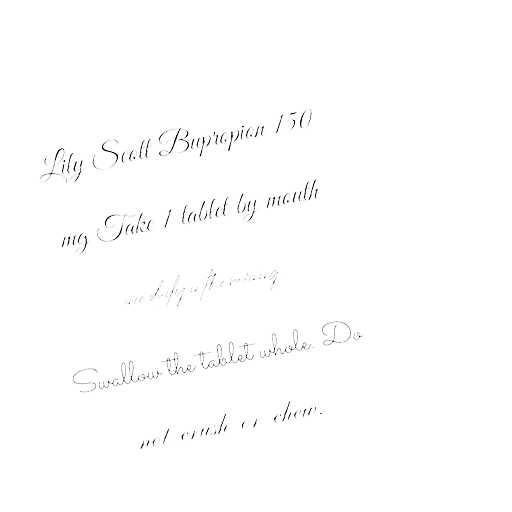 Lily Scott Bupropion 150
mg Take 1 tablet by mouth
once daily in the morning
Swallow the tablet whole. Do
not crush or chew.